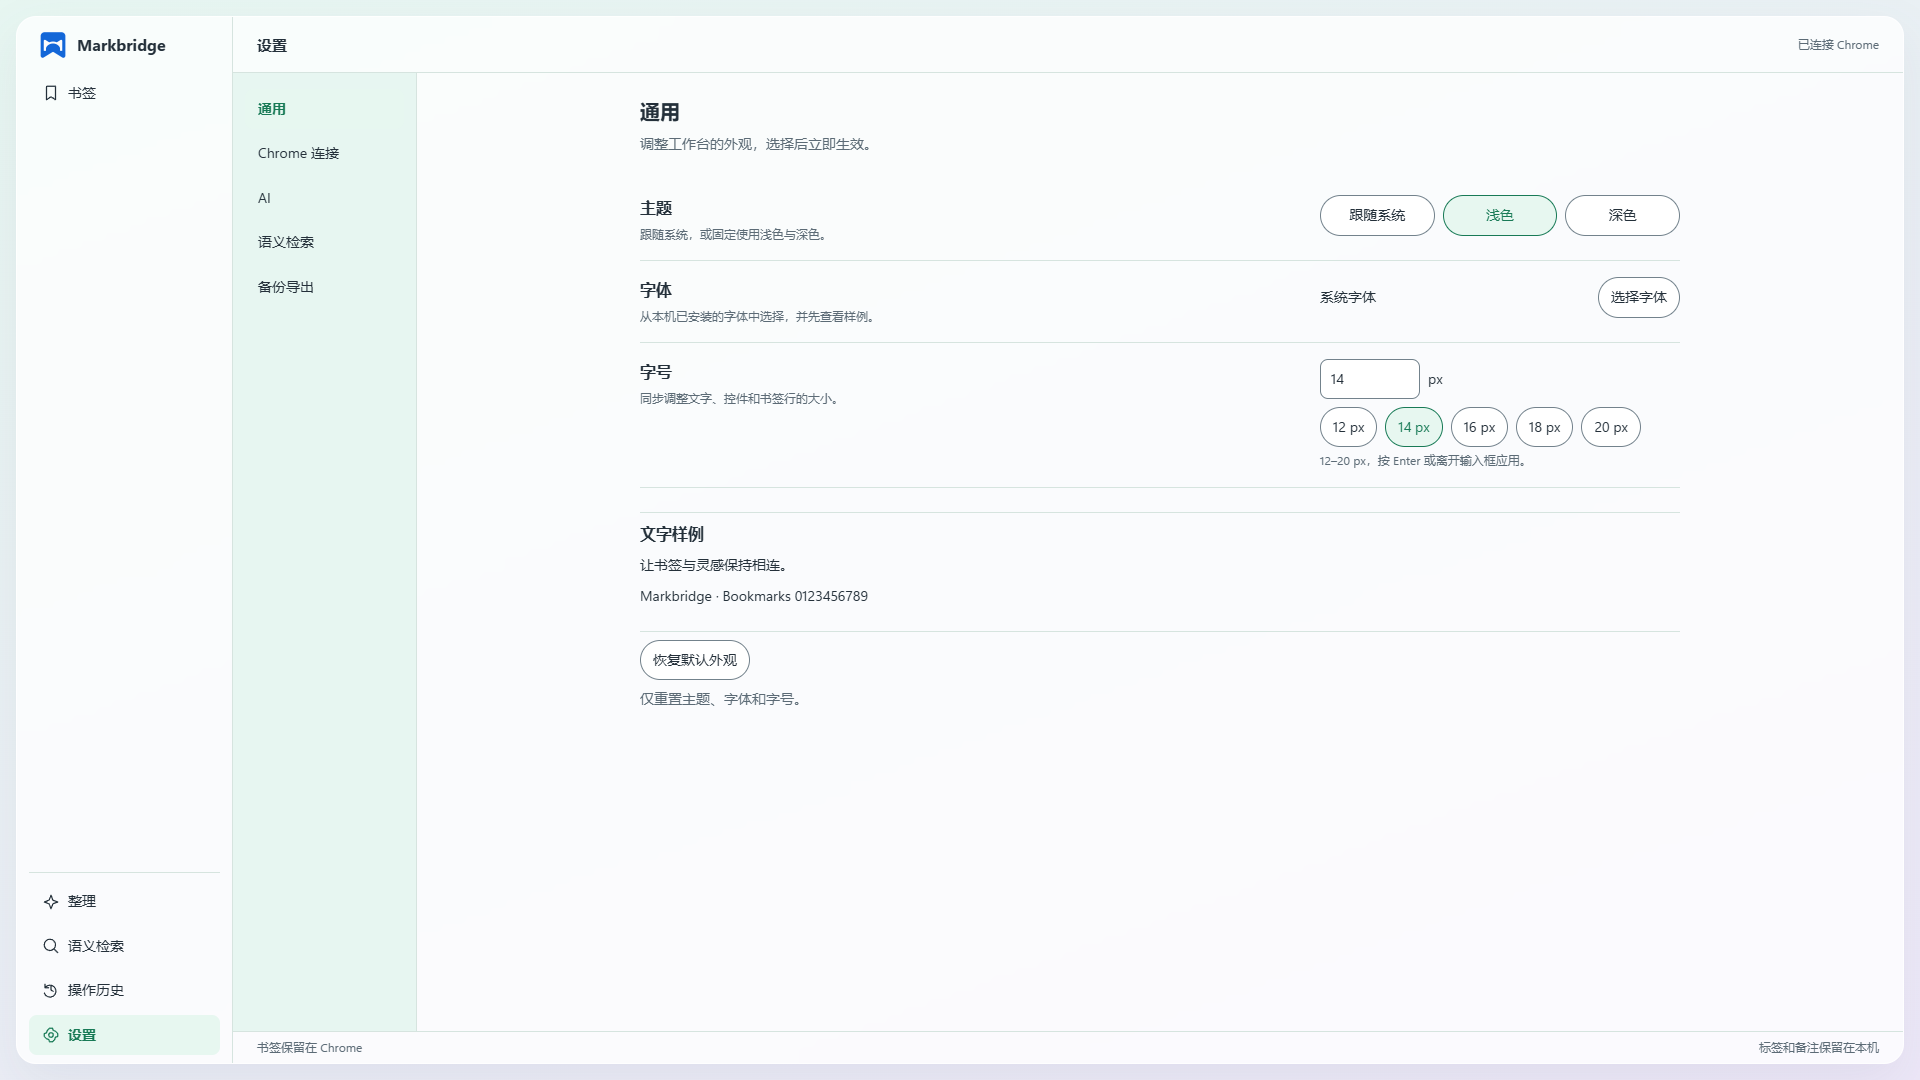 Markbridge
设置
已连接 Chrome
书签
通用
Chrome 连接
AI
语义检索
备份导出
通用
调整工作台的外观，选择后立即生效。
主题
跟随系统，或固定使用浅色与深色。
跟随系统
浅色
深色
字体
从本机已安装的字体中选择，并先查看样例。
系统字体
选择字体
字号
同步调整文字、控件和书签行的大小。
14 px
12 px
14 px
16 px
18 px
20 px
12–20 px，按 Enter 或离开输入框应用。
文字样例
让书签与灵感保持相连。
Markbridge · Bookmarks 0123456789
恢复默认外观
仅重置主题、字体和字号。
整理
语义检索
操作历史
设置
书签保留在 Chrome
标签和备注保留在本机